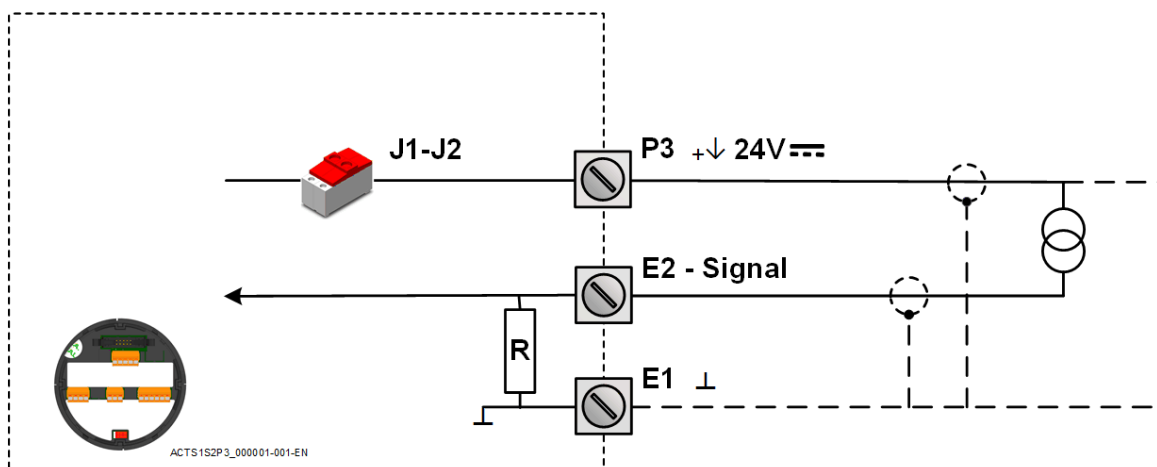 J1-J2
P3 +↓ 24V⎓
E2 - Signal
R
E1 ⊥
ACTS1S2P3_000001-001-EN